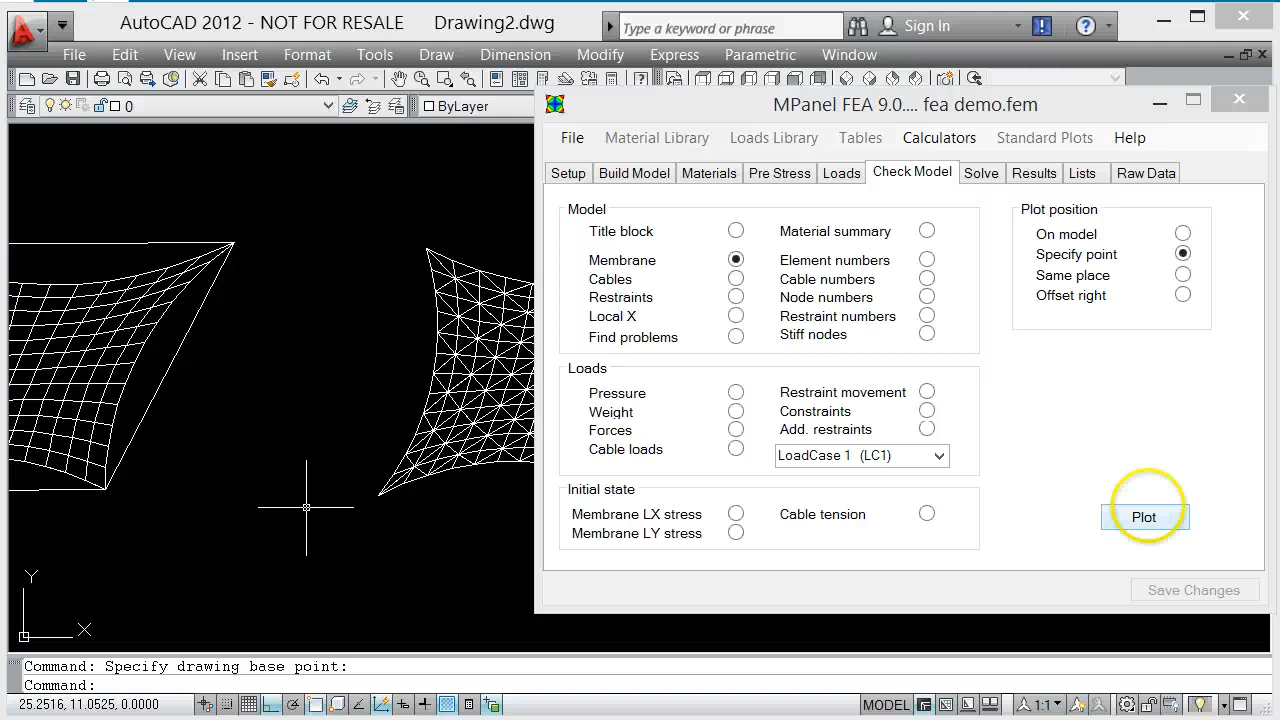 AutoCAD 2012 - NOT FOR RESALE Drawing2.dwg
Type a keyword or phrase
Sign In
File Edit View Insert Format Tools Draw Dimension Modify Express Parametric Window
0
ByLayer
MPanel FEA 9.0.... fea demo.fem
File Material Library Loads Library Tables Calculators Standard Plots Help
Setup Build Model Materials Pre Stress Loads Check Model Solve Results Lists Raw Data
Model
Title block Material summary
Membrane Element numbers
Cables Cable numbers
Restraints Node numbers
Local X Restraint numbers
Find problems Stiff nodes
Plot position
On model
Specify point
Same place
Offset right
Loads
Pressure Restraint movement
Weight Constraints
Forces Add. restraints
Cable loads LoadCase 1 (LC1)
Initial state
Membrane LX stress Cable tension
Membrane LY stress
Plot
Save Changes
Y
X
Command: Specify drawing base point:
Command:
25.2516, 11.0525, 0.0000
MODEL
1:1